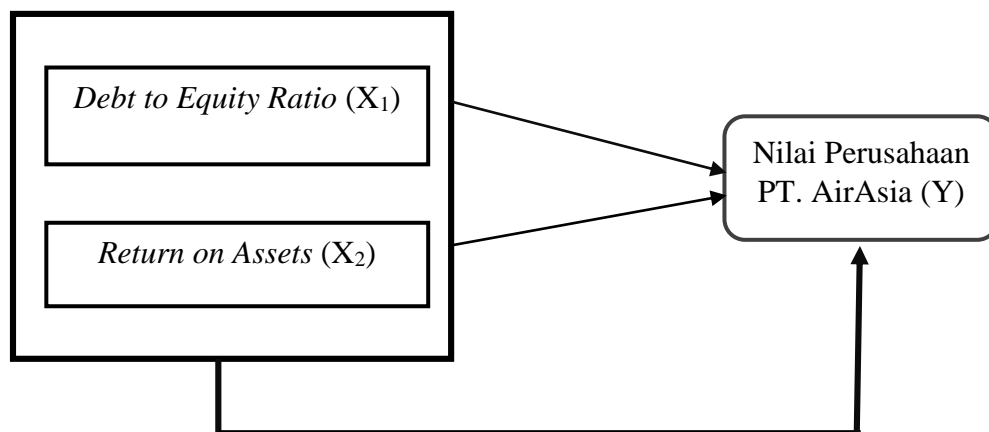 Debt to Equity Ratio (X₁)
Nilai Perusahaan
PT. AirAsia (Y)
Return on Assets (X₂)